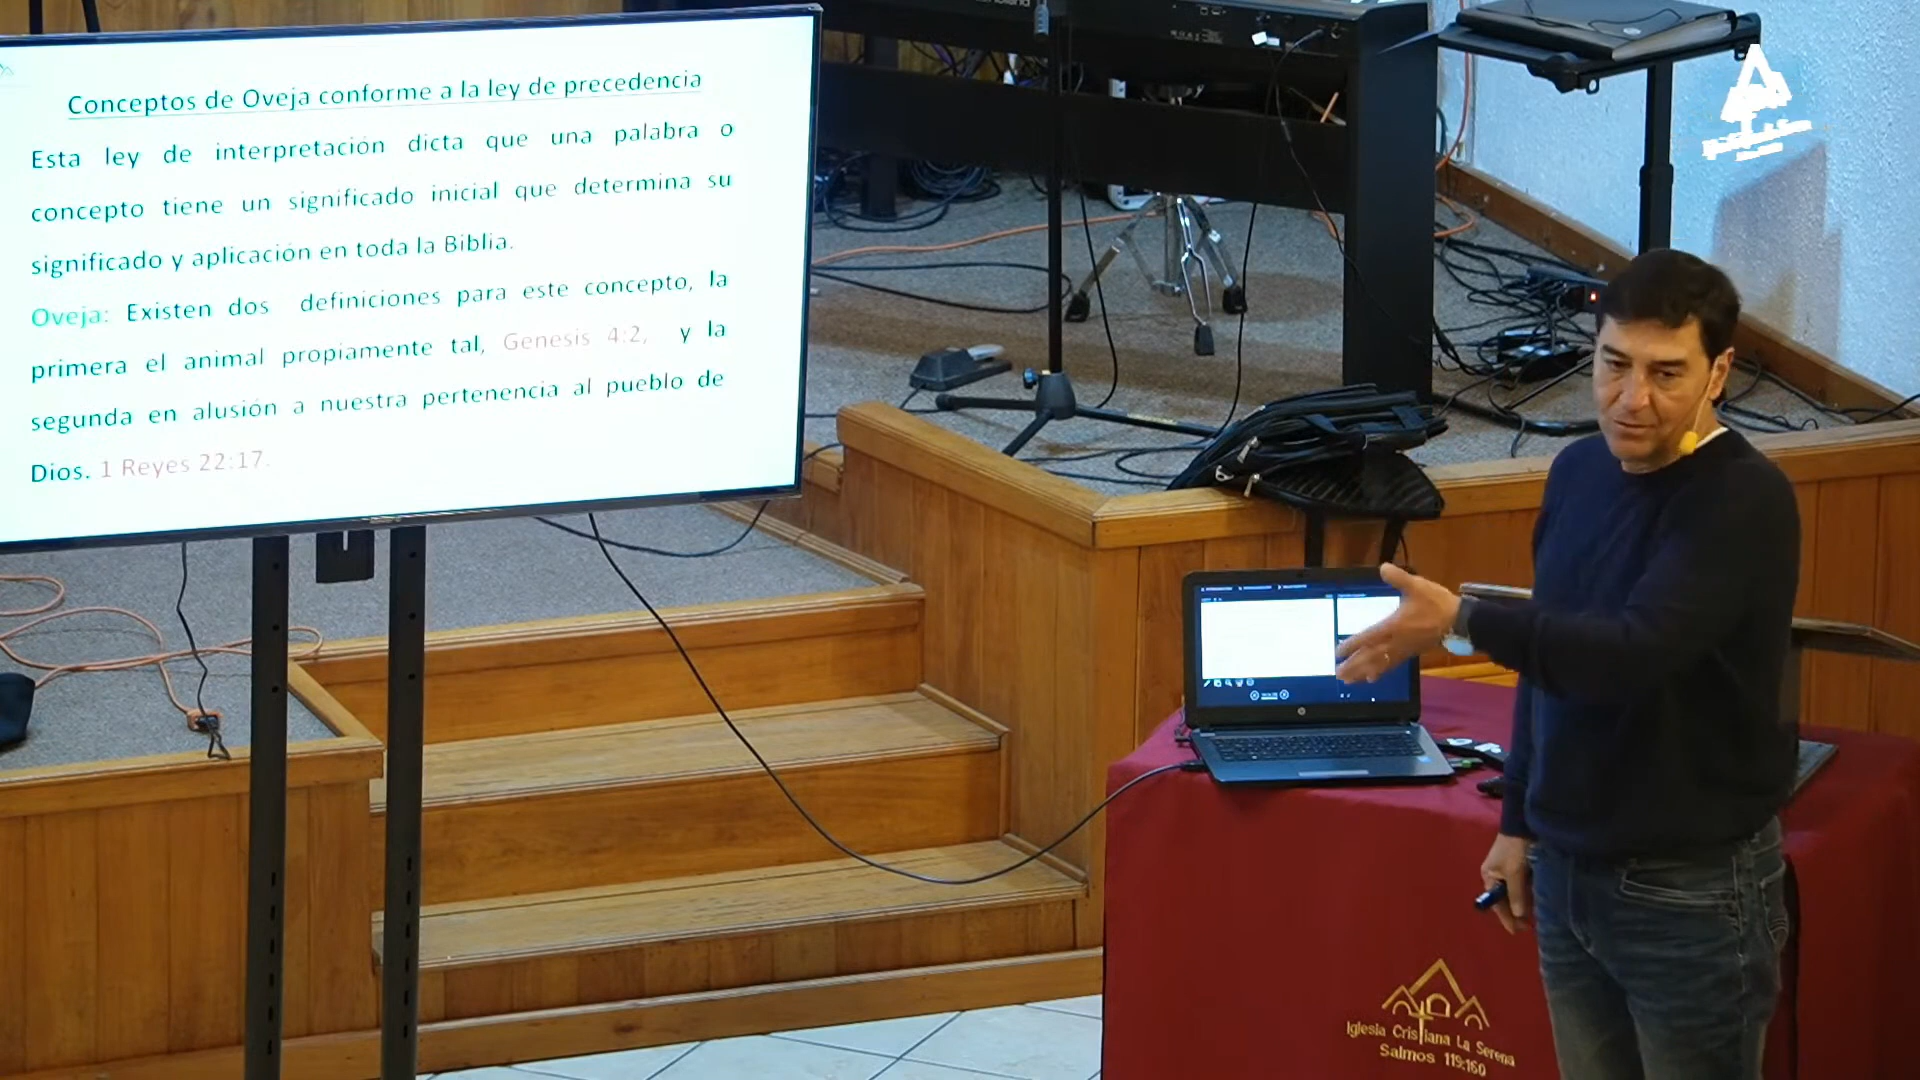 Conceptos de Oveja conforme a la ley de precedencia
Esta ley de interpretación dicta que una palabra o
concepto tiene un significado inicial que determina su
significado y aplicación en toda la Biblia.
Oveja: Existen dos definiciones para este concepto, la
primera el animal propiamente tal, Genesis 4:2, y la
segunda en alusión a nuestra pertenencia al pueblo de
Dios. 1 Reyes 22:17.
Iglesia Cristiana La Serena
Salmos 119:160